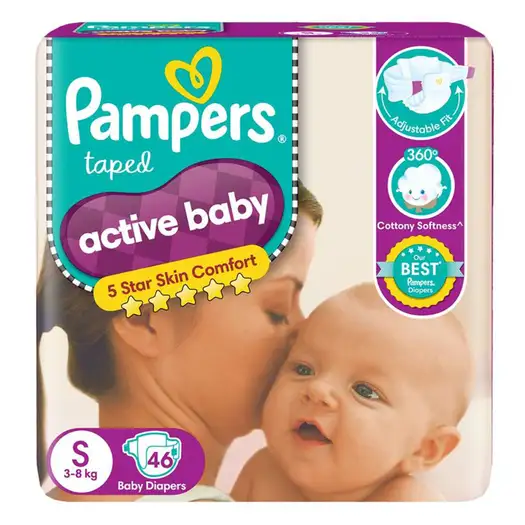 Pampers®
taped
active baby
5 Star Skin Comfort
Adjustable Fit
360°
Cottony Softness^
Our
BEST
Pampers
Diapers
S
3-8 kg
46
Baby Diapers